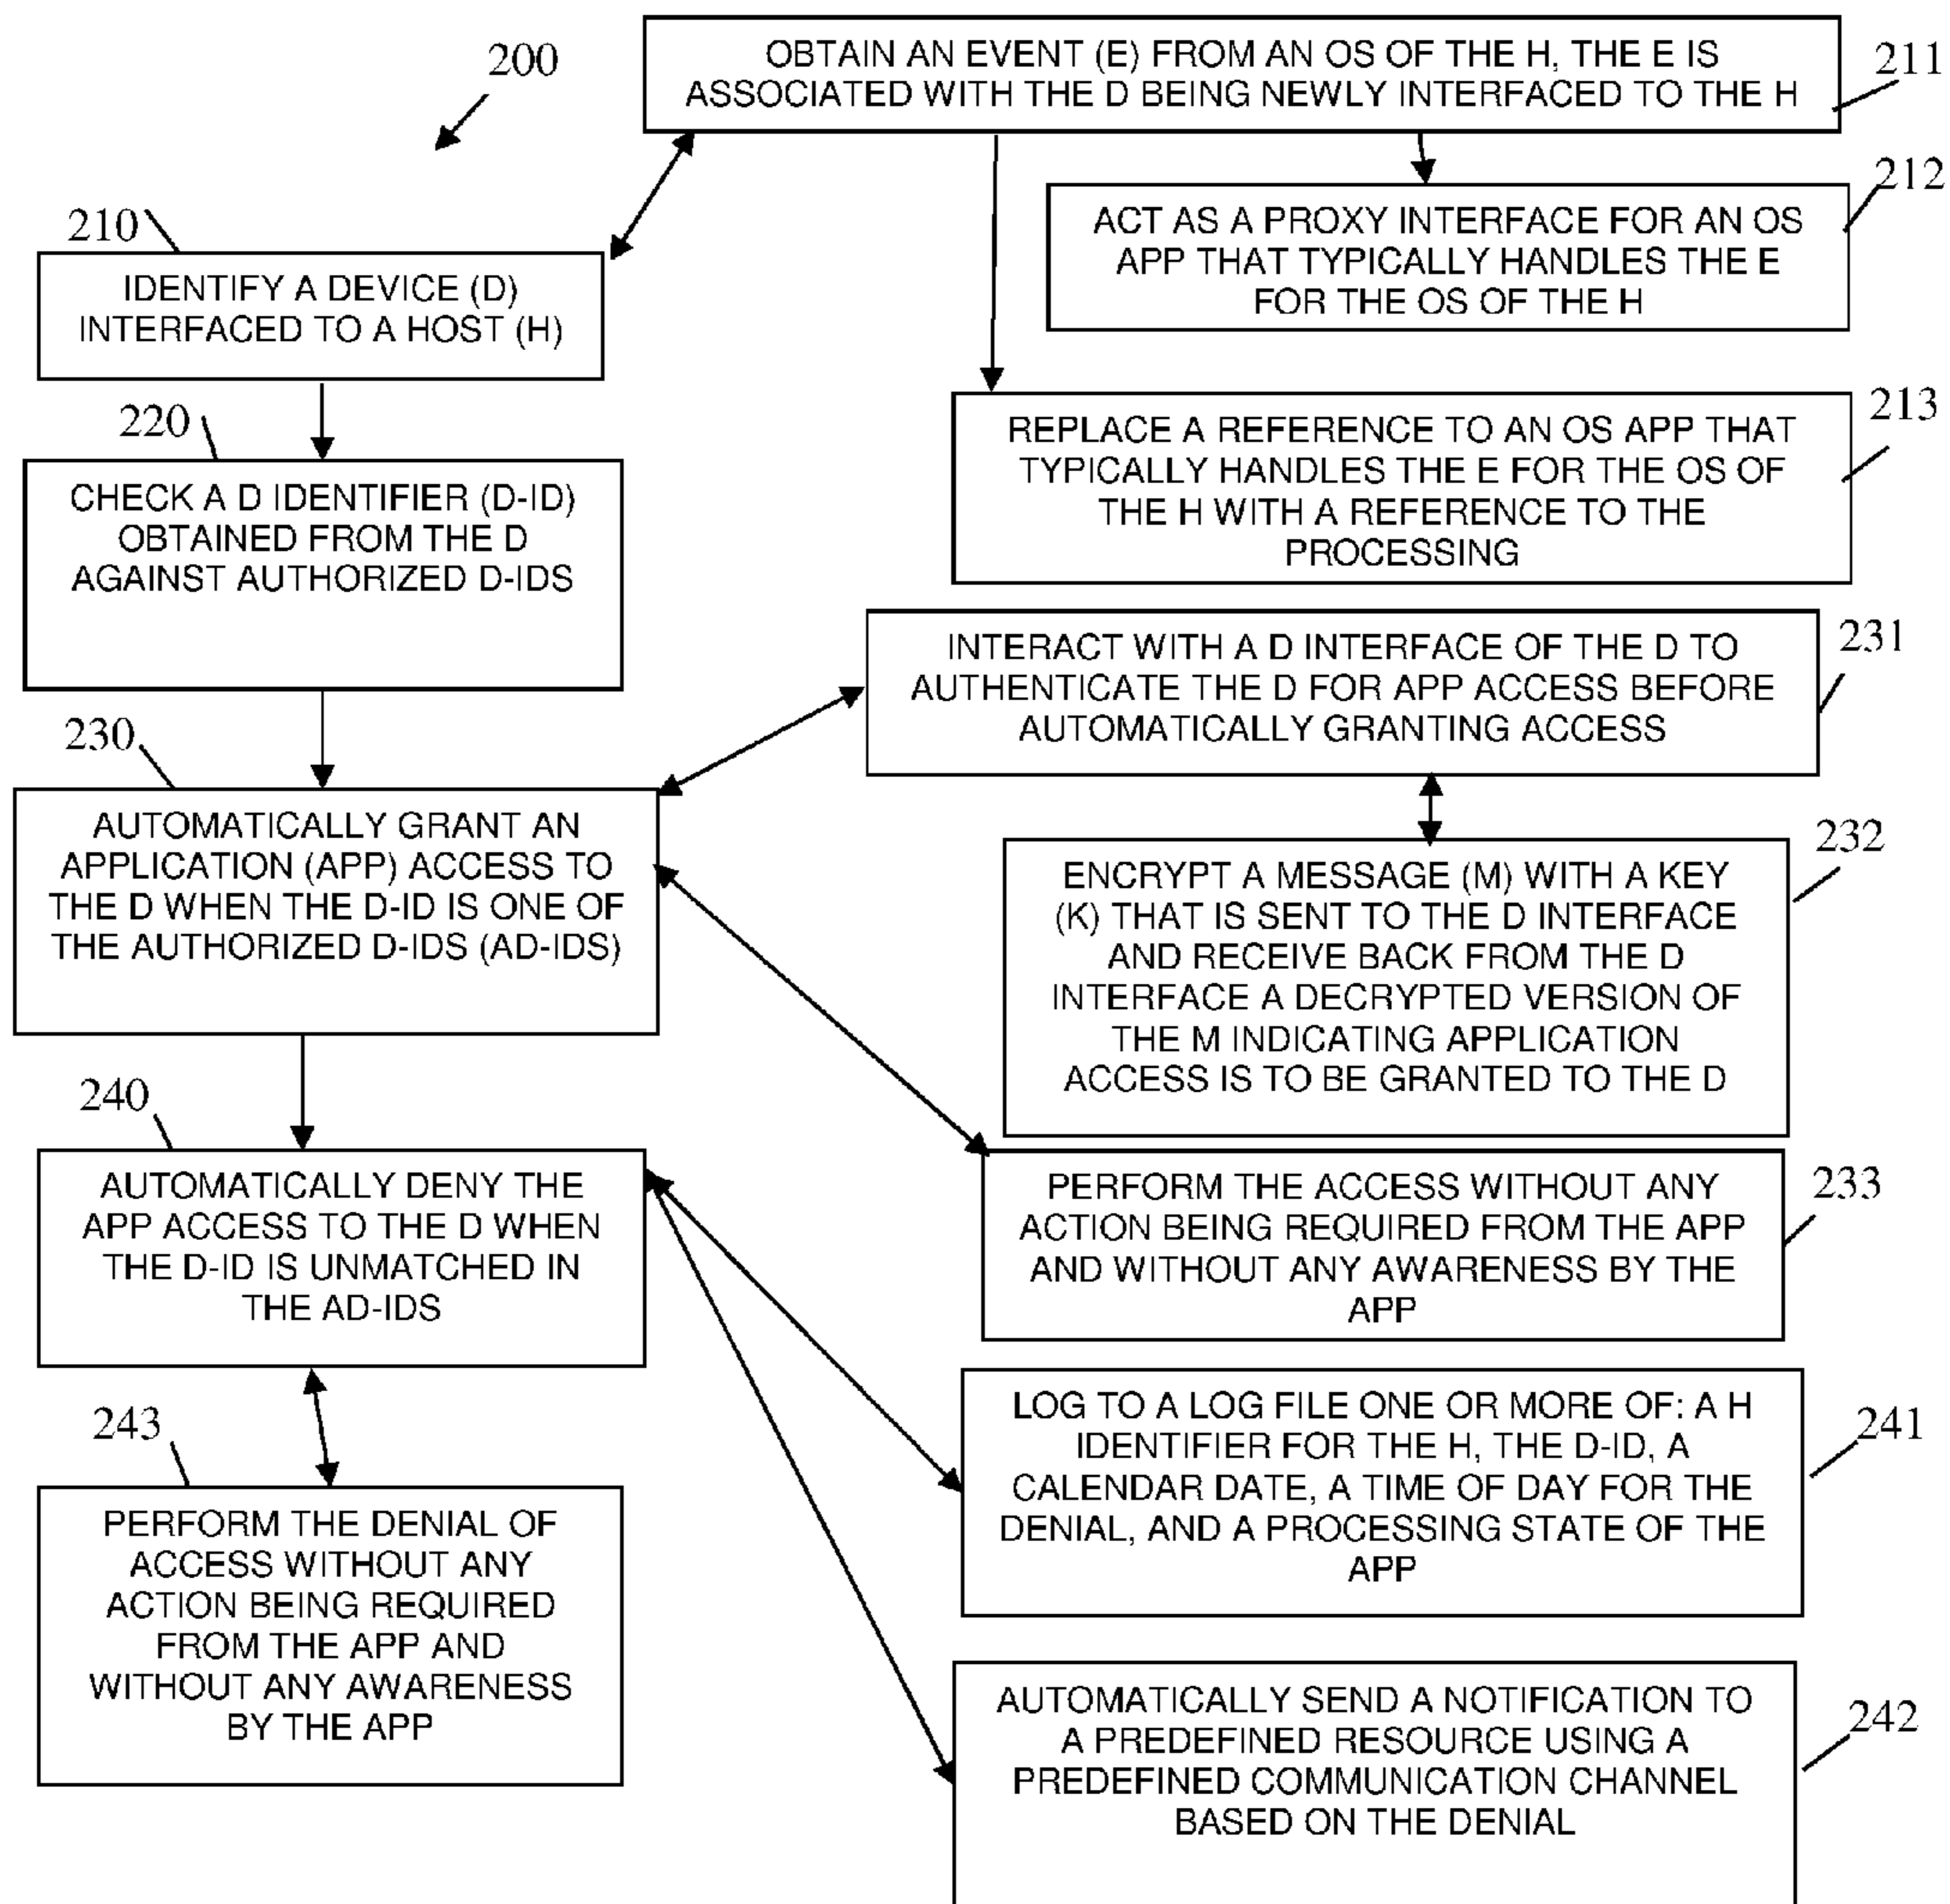 200
OBTAIN AN EVENT (E) FROM AN OS OF THE H, THE E IS
ASSOCIATED WITH THE D BEING NEWLY INTERFACED TO THE H
211
212
ACT AS A PROXY INTERFACE FOR AN OS
APP THAT TYPICALLY HANDLES THE E
FOR THE OS OF THE H
210
IDENTIFY A DEVICE (D)
INTERFACED TO A HOST (H)
213
REPLACE A REFERENCE TO AN OS APP THAT
TYPICALLY HANDLES THE E FOR THE OS OF
THE H WITH A REFERENCE TO THE
PROCESSING
220
CHECK A D IDENTIFIER (D-ID)
OBTAINED FROM THE D
AGAINST AUTHORIZED D-IDS
231
INTERACT WITH A D INTERFACE OF THE D TO
AUTHENTICATE THE D FOR APP ACCESS BEFORE
AUTOMATICALLY GRANTING ACCESS
230
AUTOMATICALLY GRANT AN
APPLICATION (APP) ACCESS TO
THE D WHEN THE D-ID IS ONE OF
THE AUTHORIZED D-IDS (AD-IDS)
232
ENCRYPT A MESSAGE (M) WITH A KEY
(K) THAT IS SENT TO THE D INTERFACE
AND RECEIVE BACK FROM THE D
INTERFACE A DECRYPTED VERSION OF
THE M INDICATING APPLICATION
ACCESS IS TO BE GRANTED TO THE D
240
AUTOMATICALLY DENY THE
APP ACCESS TO THE D WHEN
THE D-ID IS UNMATCHED IN
THE AD-IDS
233
PERFORM THE ACCESS WITHOUT ANY
ACTION BEING REQUIRED FROM THE APP
AND WITHOUT ANY AWARENESS BY THE
APP
241
LOG TO A LOG FILE ONE OR MORE OF: A H
IDENTIFIER FOR THE H, THE D-ID, A
CALENDAR DATE, A TIME OF DAY FOR THE
DENIAL, AND A PROCESSING STATE OF THE
APP
243
PERFORM THE DENIAL OF
ACCESS WITHOUT ANY
ACTION BEING REQUIRED
FROM THE APP AND
WITHOUT ANY AWARENESS
BY THE APP
242
AUTOMATICALLY SEND A NOTIFICATION TO
A PREDEFINED RESOURCE USING A
PREDEFINED COMMUNICATION CHANNEL
BASED ON THE DENIAL